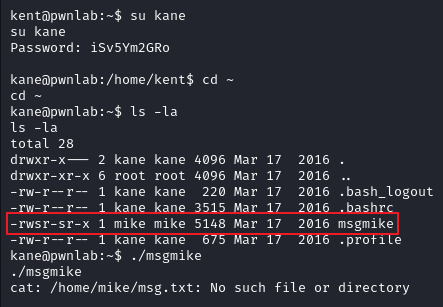 kent@pwnlab:~$ su kane
su kane
Password: iSv5Ym2GRo

kane@pwnlab:/home/kent$ cd ~
cd ~
kane@pwnlab:~$ ls -la
ls -la
total 28
drwxr-x--- 2 kane kane 4096 Mar 17  2016 .
drwxr-xr-x 6 root root 4096 Mar 17  2016 ..
-rw-r--r-- 1 kane kane  220 Mar 17  2016 .bash_logout
-rw-r--r-- 1 kane kane 3515 Mar 17  2016 .bashrc
-rwsr-sr-x 1 mike mike 5148 Mar 17  2016 msgmike
-rw-r--r-- 1 kane kane  675 Mar 17  2016 .profile
kane@pwnlab:~$ ./msgmike
./msgmike
cat: /home/mike/msg.txt: No such file or directory